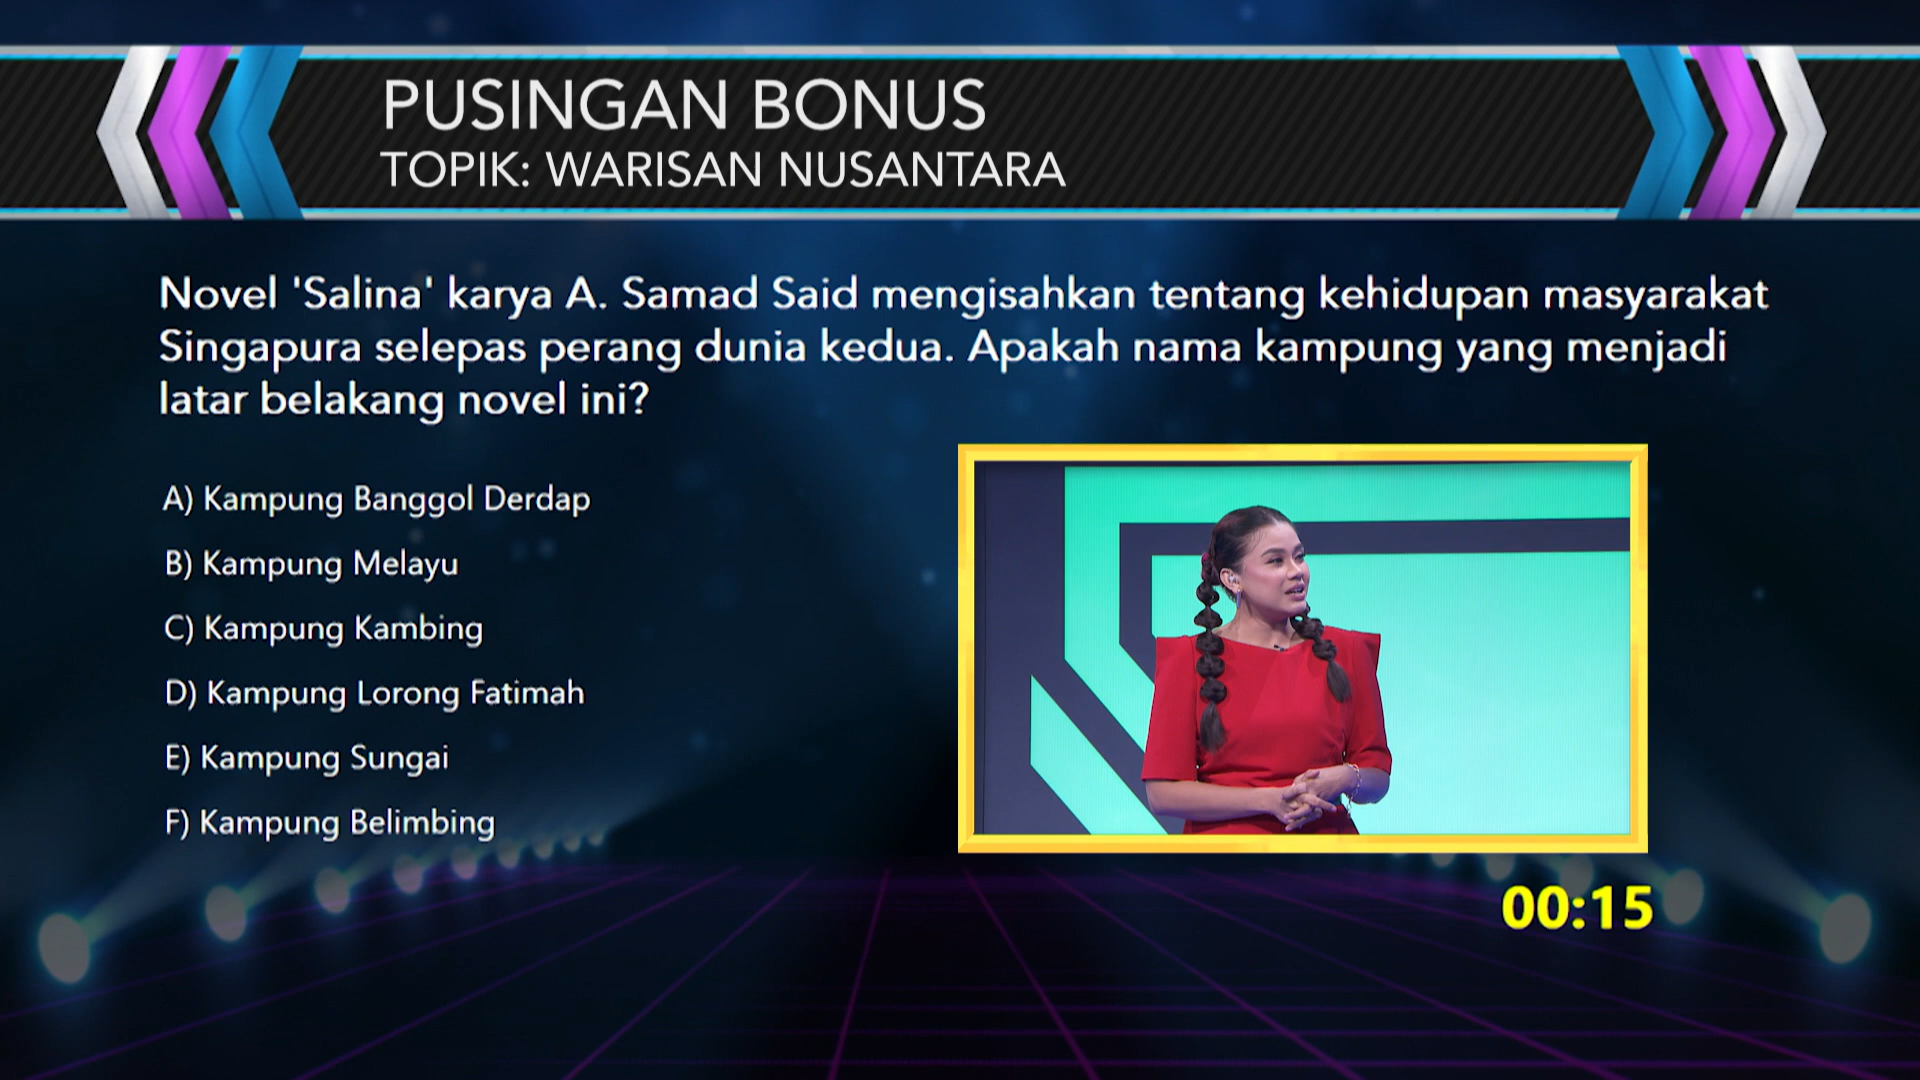 PUSINGAN BONUS
TOPIK: WARISAN NUSANTARA
Novel 'Salina' karya A. Samad Said mengisahkan tentang kehidupan masyarakat
Singapura selepas perang dunia kedua. Apakah nama kampung yang menjadi
latar belakang novel ini?
A) Kampung Banggol Derdap
B) Kampung Melayu
C) Kampung Kambing
D) Kampung Lorong Fatimah
E) Kampung Sungai
F) Kampung Belimbing
00:15